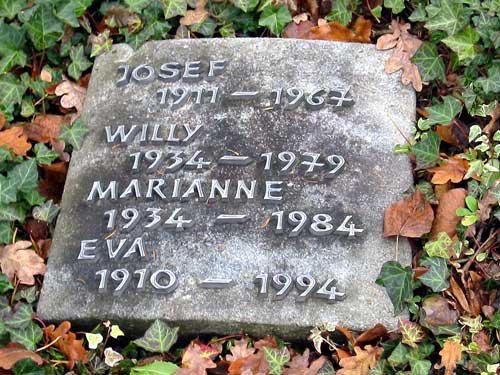 JOSEF
1911 – 1967
WILLY
1934 – 1979
MARIANNE
1934 – 1984
EVA
1910 – 1994